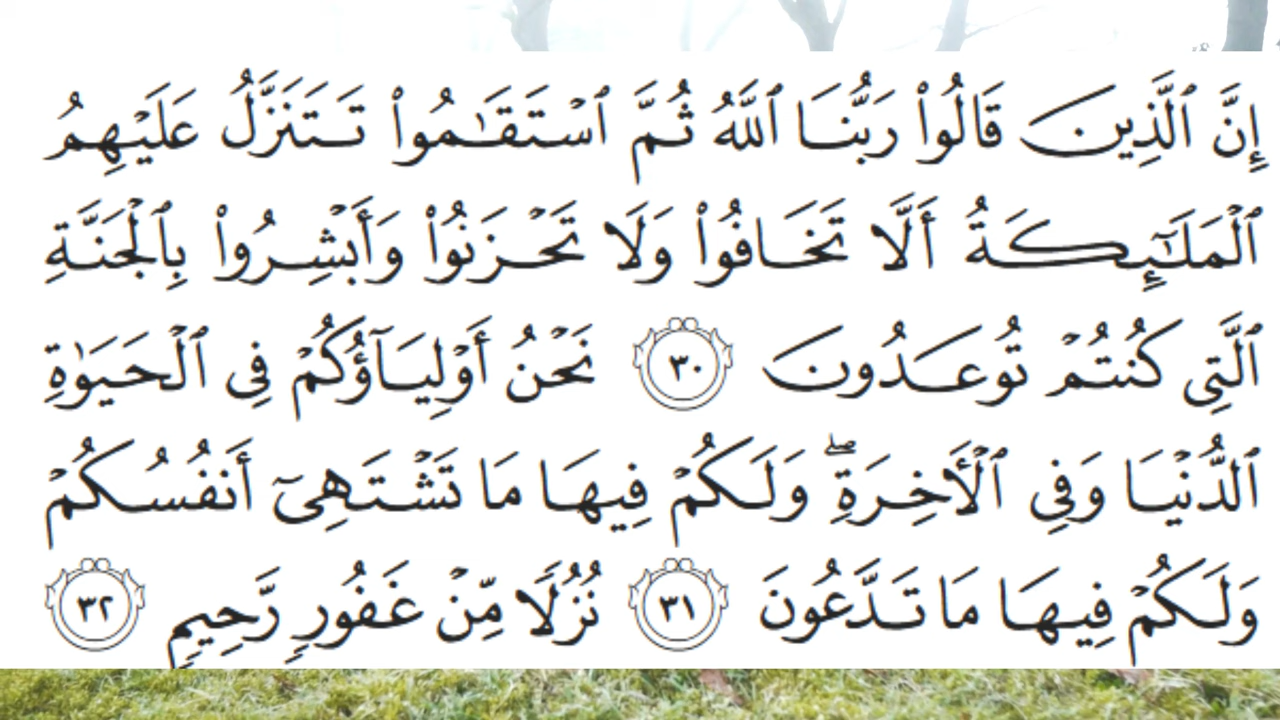 إِنَّ ٱلَّذِينَ قَالُوا۟ رَبُّنَا ٱللَّهُ ثُمَّ ٱسْتَقَـٰمُوا۟ تَتَنَزَّلُ عَلَيْهِمُ
ٱلْمَلَـٰٓئِكَةُ أَلَّا تَخَافُوا۟ وَلَا تَحْزَنُوا۟ وَأَبْشِرُوا۟ بِٱلْجَنَّةِ
ٱلَّتِى كُنتُمْ تُوعَدُونَ ٣٠ نَحْنُ أَوْلِيَآؤُكُمْ فِى ٱلْحَيَوٰةِ
ٱلدُّنْيَا وَفِى ٱلْـَٔاخِرَةِ ۖ وَلَكُمْ فِيهَا مَا تَشْتَهِىٓ أَنفُسُكُمْ
وَلَكُمْ فِيهَا مَا تَدَّعُونَ ٣١ نُزُلًا مِّنْ غَفُورٍ رَّحِيمٍ ٣٢